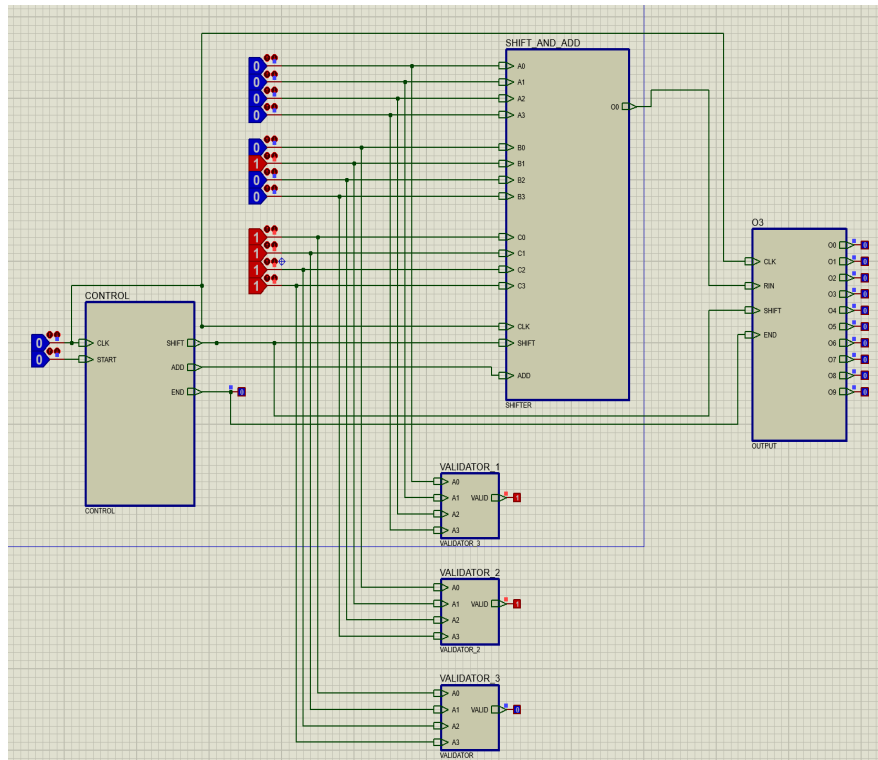 SHIFT_AND_ADD
0
A0
0
A1
0
A2
0
A3
O0
0
B0
1
B1
0
B2
0
B3
1
C0
1
C1
1
C2
1
C3
CLK
SHIFT
ADD
SHIFTER
O3
CLK
RIN
SHIFT
END
O0
0
O1
0
O2
0
O3
0
O4
0
O5
0
O6
0
O7
0
O8
0
O9
0
OUTPUT
CONTROL
0
CLK
0
START
SHIFT
ADD
END
0
CONTROL
VALIDATOR_1
A0
A1
VALID
1
A2
A3
VALIDATOR_3
VALIDATOR_2
A0
A1
VALID
1
A2
A3
VALIDATOR_2
VALIDATOR_3
A0
A1
VALID
0
A2
A3
VALIDATOR